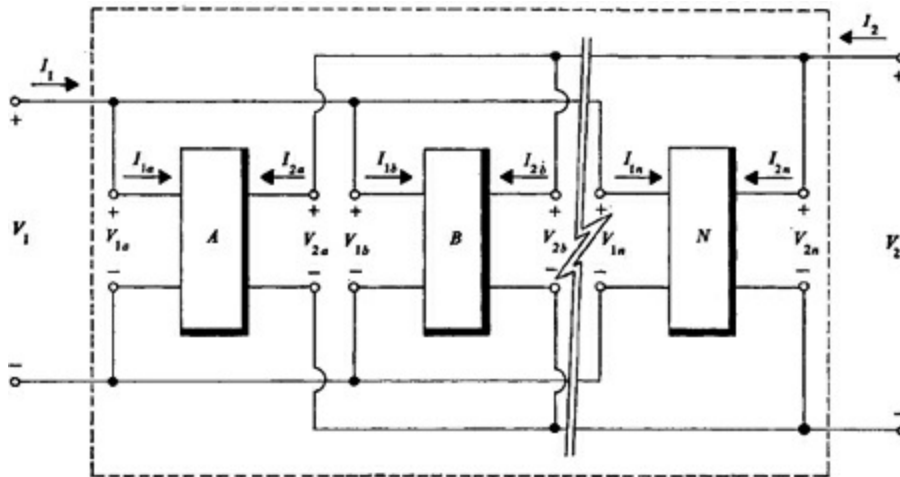 I₁ I₂
+ +
I₁ₐ I₂ₐ I₁b I₂b I₁ₙ I₂ₙ
+ + + + + +
V₁ V₁ₐ A V₂ₐ V₁b B V₂b V₁ₙ N V₂ₙ V₂
− − − − − −
− −